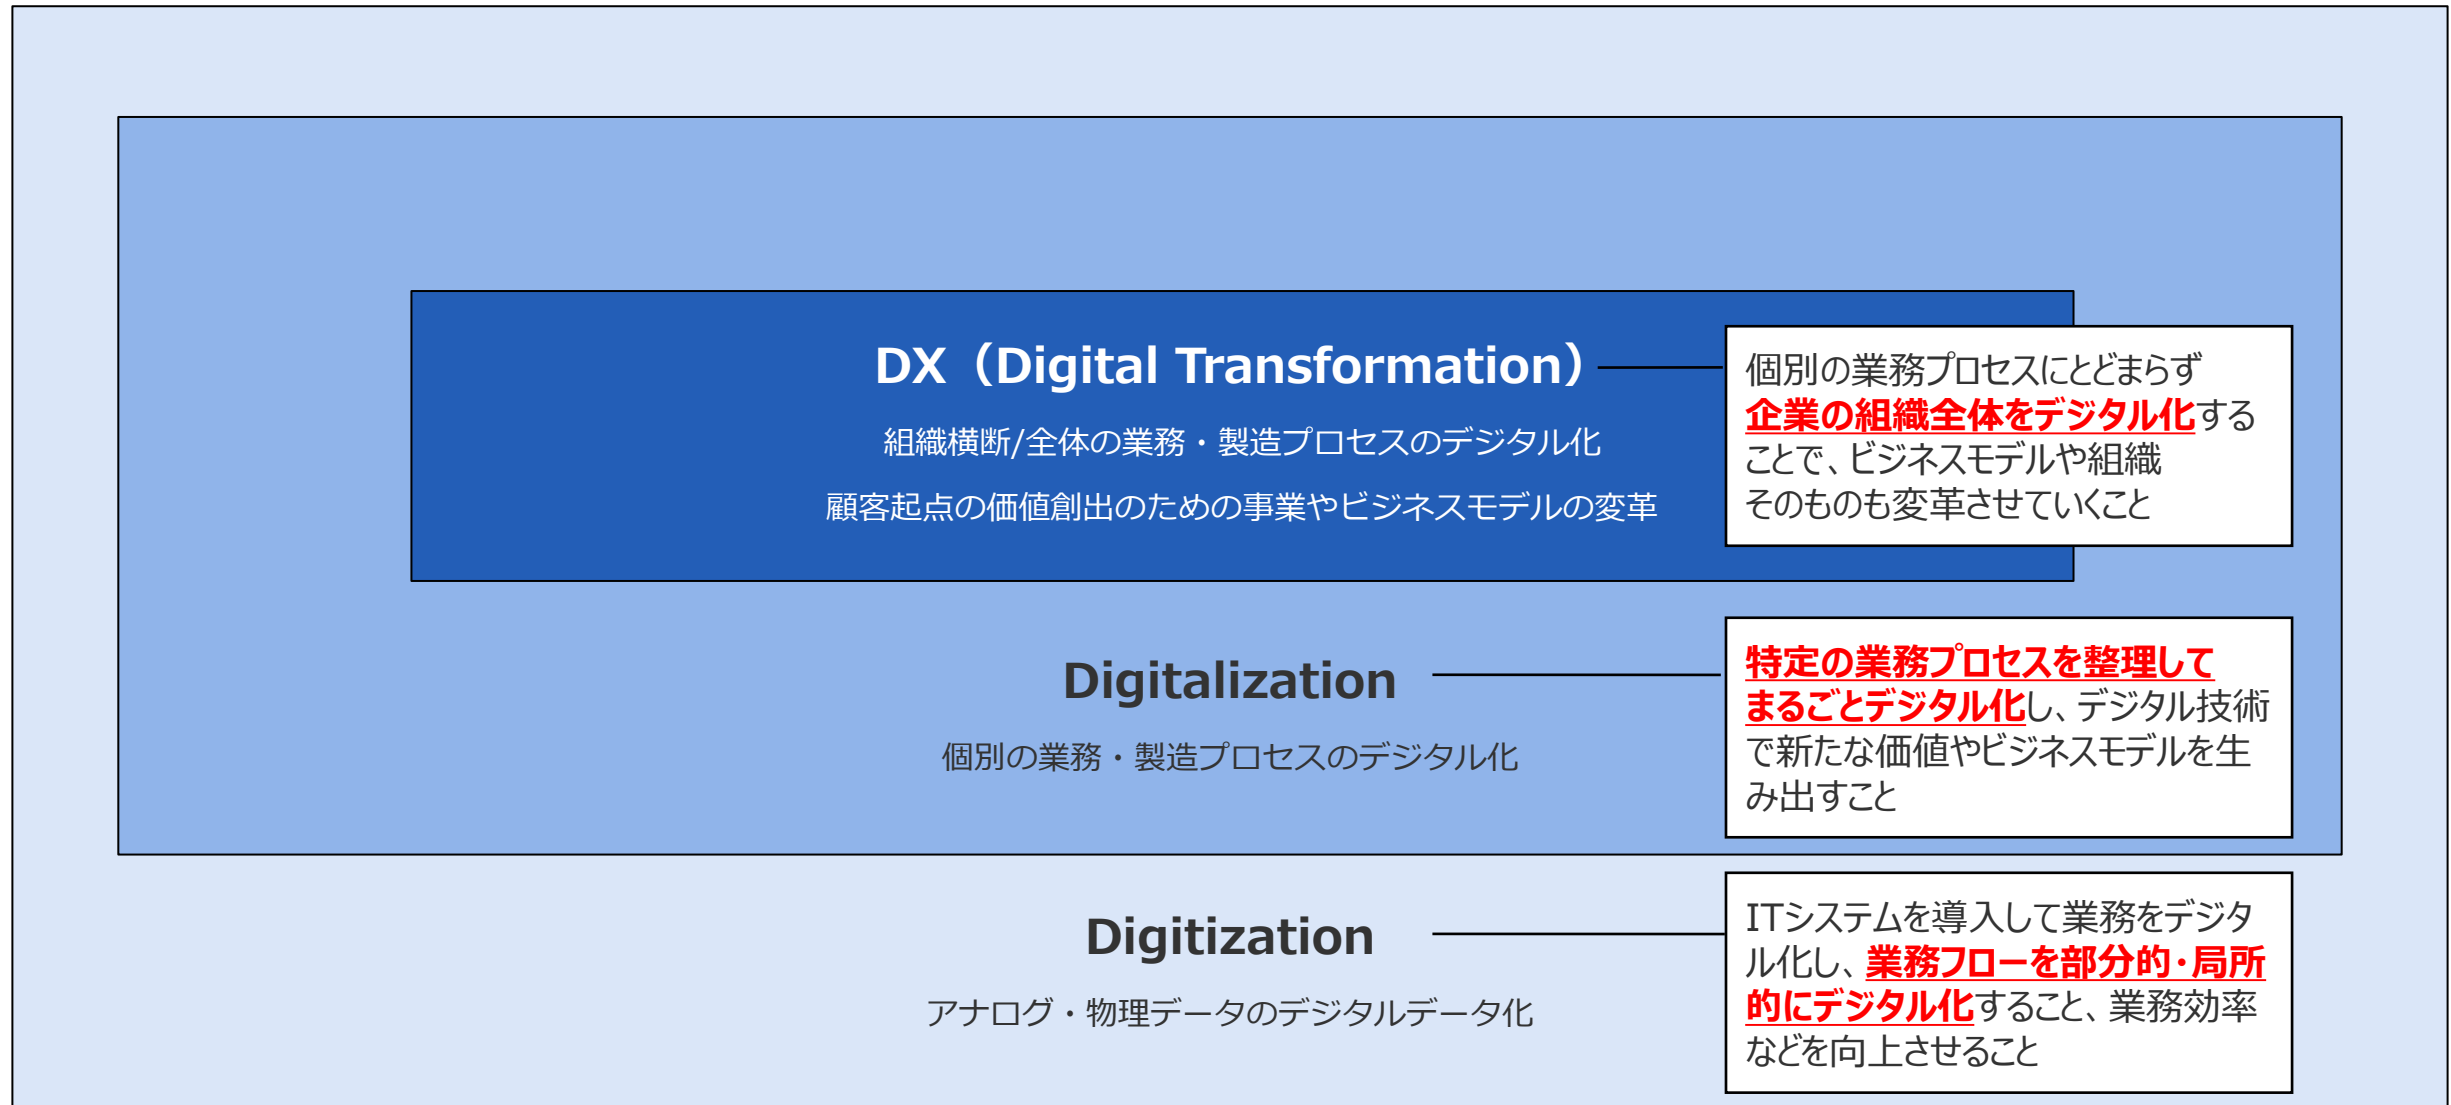 DX（Digital Transformation）
組織横断/全体の業務・製造プロセスのデジタル化
顧客起点の価値創出のための事業やビジネスモデルの変革
個別の業務プロセスにとどまらず
企業の組織全体をデジタル化する
ことで、ビジネスモデルや組織
そのものも変革させていくこと
Digitalization
個別の業務・製造プロセスのデジタル化
特定の業務プロセスを整理して
まるごとデジタル化し、デジタル技術
で新たな価値やビジネスモデルを生
み出すこと
Digitization
アナログ・物理データのデジタルデータ化
ITシステムを導入して業務をデジタ
ル化し、業務フローを部分的・局所
的にデジタル化すること、業務効率
などを向上させること